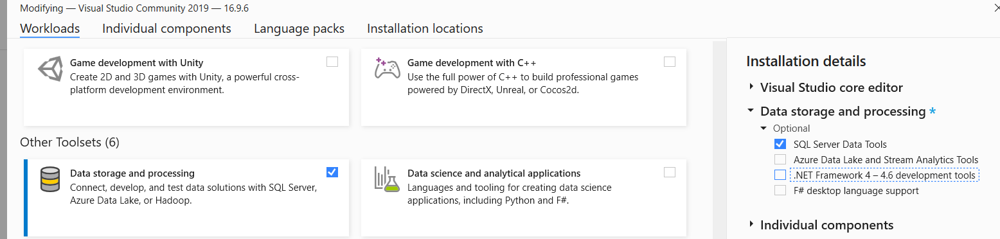 Modifying — Visual Studio Community 2019 — 16.9.6
Workloads Individual components Language packs Installation locations
Game development with Unity
Create 2D and 3D games with Unity, a powerful cross-
platform development environment.
Game development with C++
Use the full power of C++ to build professional games
powered by DirectX, Unreal, or Cocos2d.
Other Toolsets (6)
Data storage and processing
Connect, develop, and test data solutions with SQL Server,
Azure Data Lake, or Hadoop.
Data science and analytical applications
Languages and tooling for creating data science
applications, including Python and F#.
Installation details
Visual Studio core editor
Data storage and processing *
Optional
SQL Server Data Tools
Azure Data Lake and Stream Analytics Tools
.NET Framework 4 – 4.6 development tools
F# desktop language support
Individual components